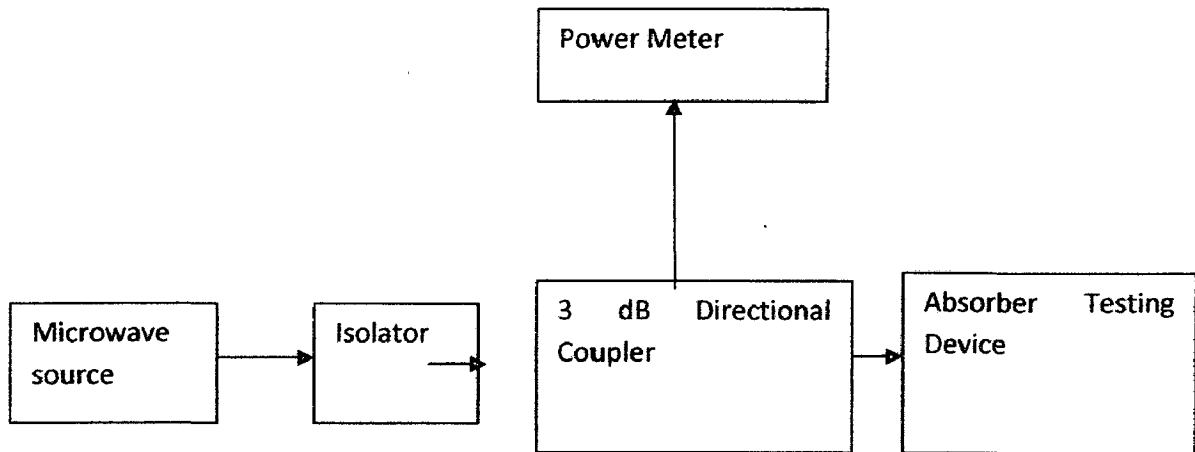 Power Meter
Microwave
source
Isolator
3 dB Directional
Coupler
Absorber Testing
Device